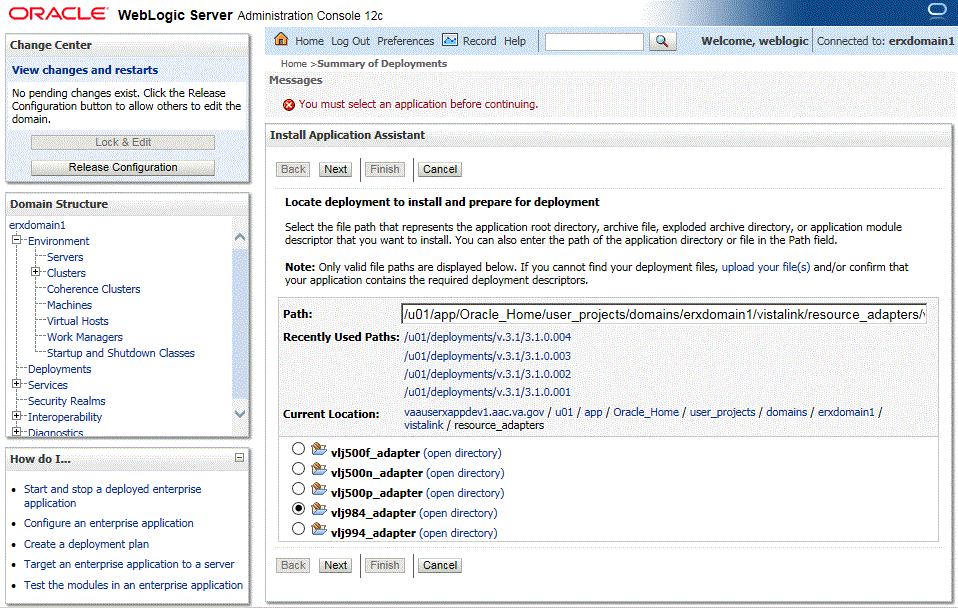 ORACLE WebLogic Server Administration Console 12c
Change Center
View changes and restarts
No pending changes exist. Click the Release
Configuration button to allow others to edit the
domain.
Lock & Edit
Release Configuration
Domain Structure
erxdomain1
Environment
Servers
Clusters
Coherence Clusters
Machines
Virtual Hosts
Work Managers
Startup and Shutdown Classes
Deployments
Services
Security Realms
Interoperability
Diagnostics
How do I...
Start and stop a deployed enterprise
application
Configure an enterprise application
Create a deployment plan
Target an enterprise application to a server
Test the modules in an enterprise application
Home Log Out Preferences Record Help
Welcome, weblogic Connected to: erxdomain1
Home >Summary of Deployments
Messages
You must select an application before continuing.
Install Application Assistant
Back Next Finish Cancel
Locate deployment to install and prepare for deployment
Select the file path that represents the application root directory, archive file, exploded archive directory, or application module
descriptor that you want to install. You can also enter the path of the application directory or file in the Path field.
Note: Only valid file paths are displayed below. If you cannot find your deployment files, upload your file(s) and/or confirm that
your application contains the required deployment descriptors.
Path: /u01/app/Oracle_Home/user_projects/domains/erxdomain1/vistalink/resource_adapters/
Recently Used Paths: /u01/deployments/v.3.1/3.1.0.004
/u01/deployments/v.3.1/3.1.0.003
/u01/deployments/v.3.1/3.1.0.002
/u01/deployments/v.3.1/3.1.0.001
Current Location: vaauserxappdev1.aac.va.gov / u01 / app / Oracle_Home / user_projects / domains / erxdomain1 /
vistalink / resource_adapters
vlj500f_adapter (open directory)
vlj500n_adapter (open directory)
vlj500p_adapter (open directory)
vlj984_adapter (open directory)
vlj994_adapter (open directory)
Back Next Finish Cancel